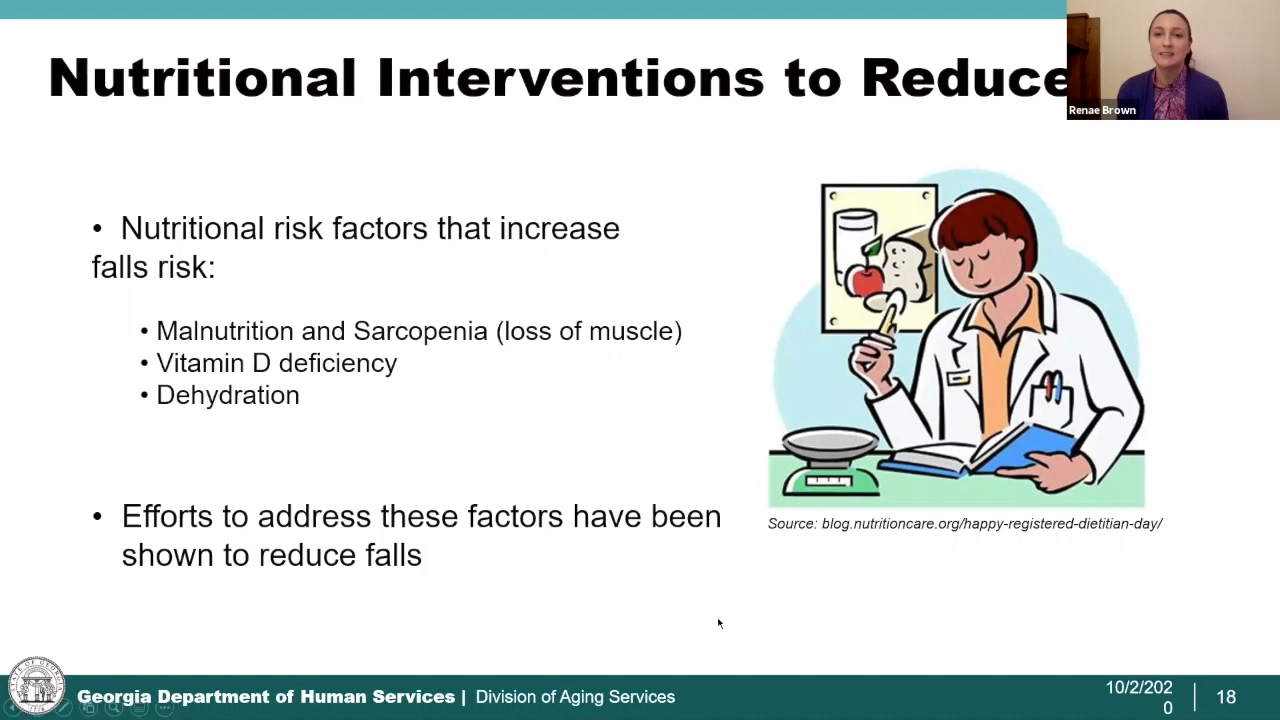 Nutritional Interventions to Reduce
Renae Brown
• Nutritional risk factors that increase
falls risk:
• Malnutrition and Sarcopenia (loss of muscle)
• Vitamin D deficiency
• Dehydration
• Efforts to address these factors have been
shown to reduce falls
Source: blog.nutritioncare.org/happy-registered-dietitian-day/
Georgia Department of Human Services | Division of Aging Services
10/2/202
0
18